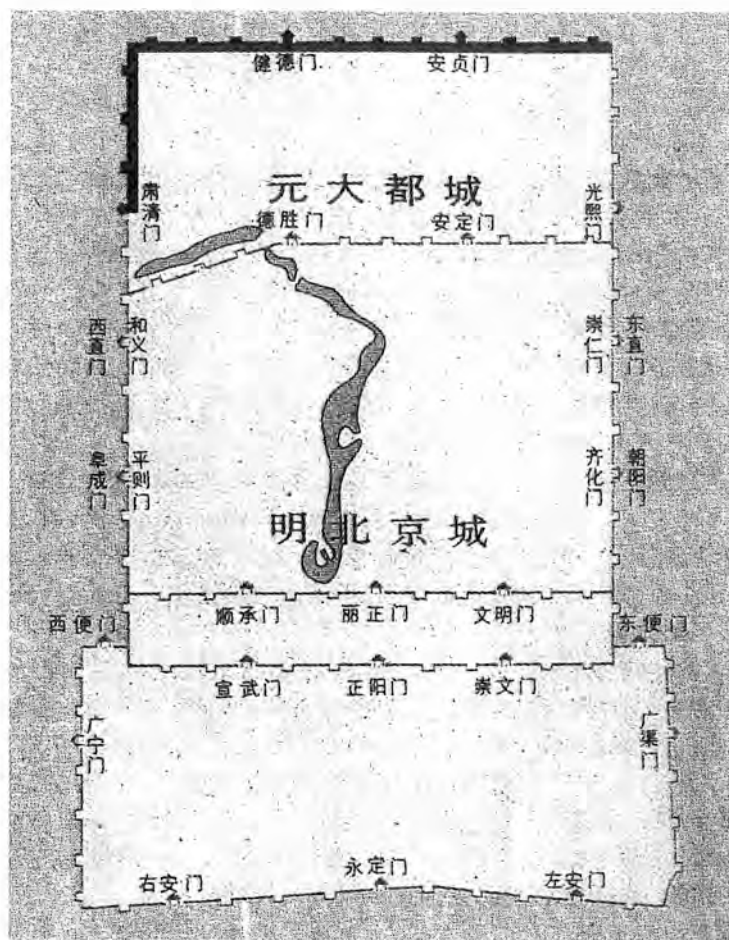 健德门
安贞门
肃清门
元大都城
光熙门
德胜门
安定门
西直门
和义门
崇仁门
东直门
阜成门
平则门
齐化门
朝阳门
明北京城
顺承门
丽正门
文明门
西便门
东便门
宣武门
正阳门
崇文门
广宁门
广渠门
右安门
永定门
左安门